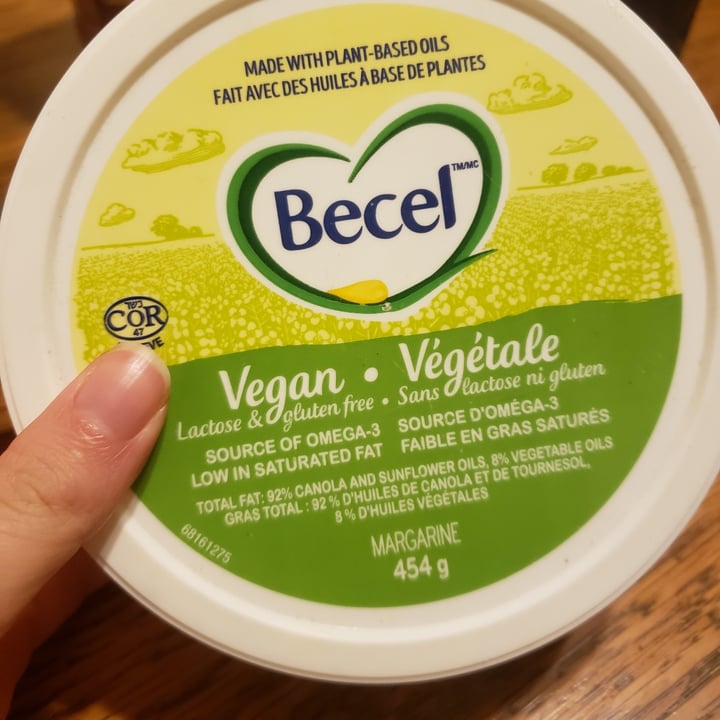 MADE WITH PLANT-BASED OILS
FAIT AVEC DES HUILES À BASE DE PLANTES
Becel TM/MC
כשר
COR
47
Vegan • Végétale
Lactose & gluten free • Sans lactose ni gluten
SOURCE OF OMEGA-3 SOURCE D'OMÉGA-3
LOW IN SATURATED FAT FAIBLE EN GRAS SATURÉS
TOTAL FAT: 92% CANOLA AND SUNFLOWER OILS, 8% VEGETABLE OILS
GRAS TOTAL : 92 % D'HUILES DE CANOLA ET DE TOURNESOL,
8 % D'HUILES VÉGÉTALES
68161275
MARGARINE
454 g